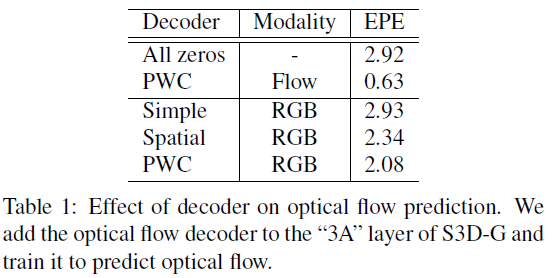 Decoder Modality EPE
All zeros - 2.92
PWC Flow 0.63
Simple RGB 2.93
Spatial RGB 2.34
PWC RGB 2.08
Table 1: Effect of decoder on optical flow prediction. We
add the optical flow decoder to the “3A” layer of S3D-G and
train it to predict optical flow.